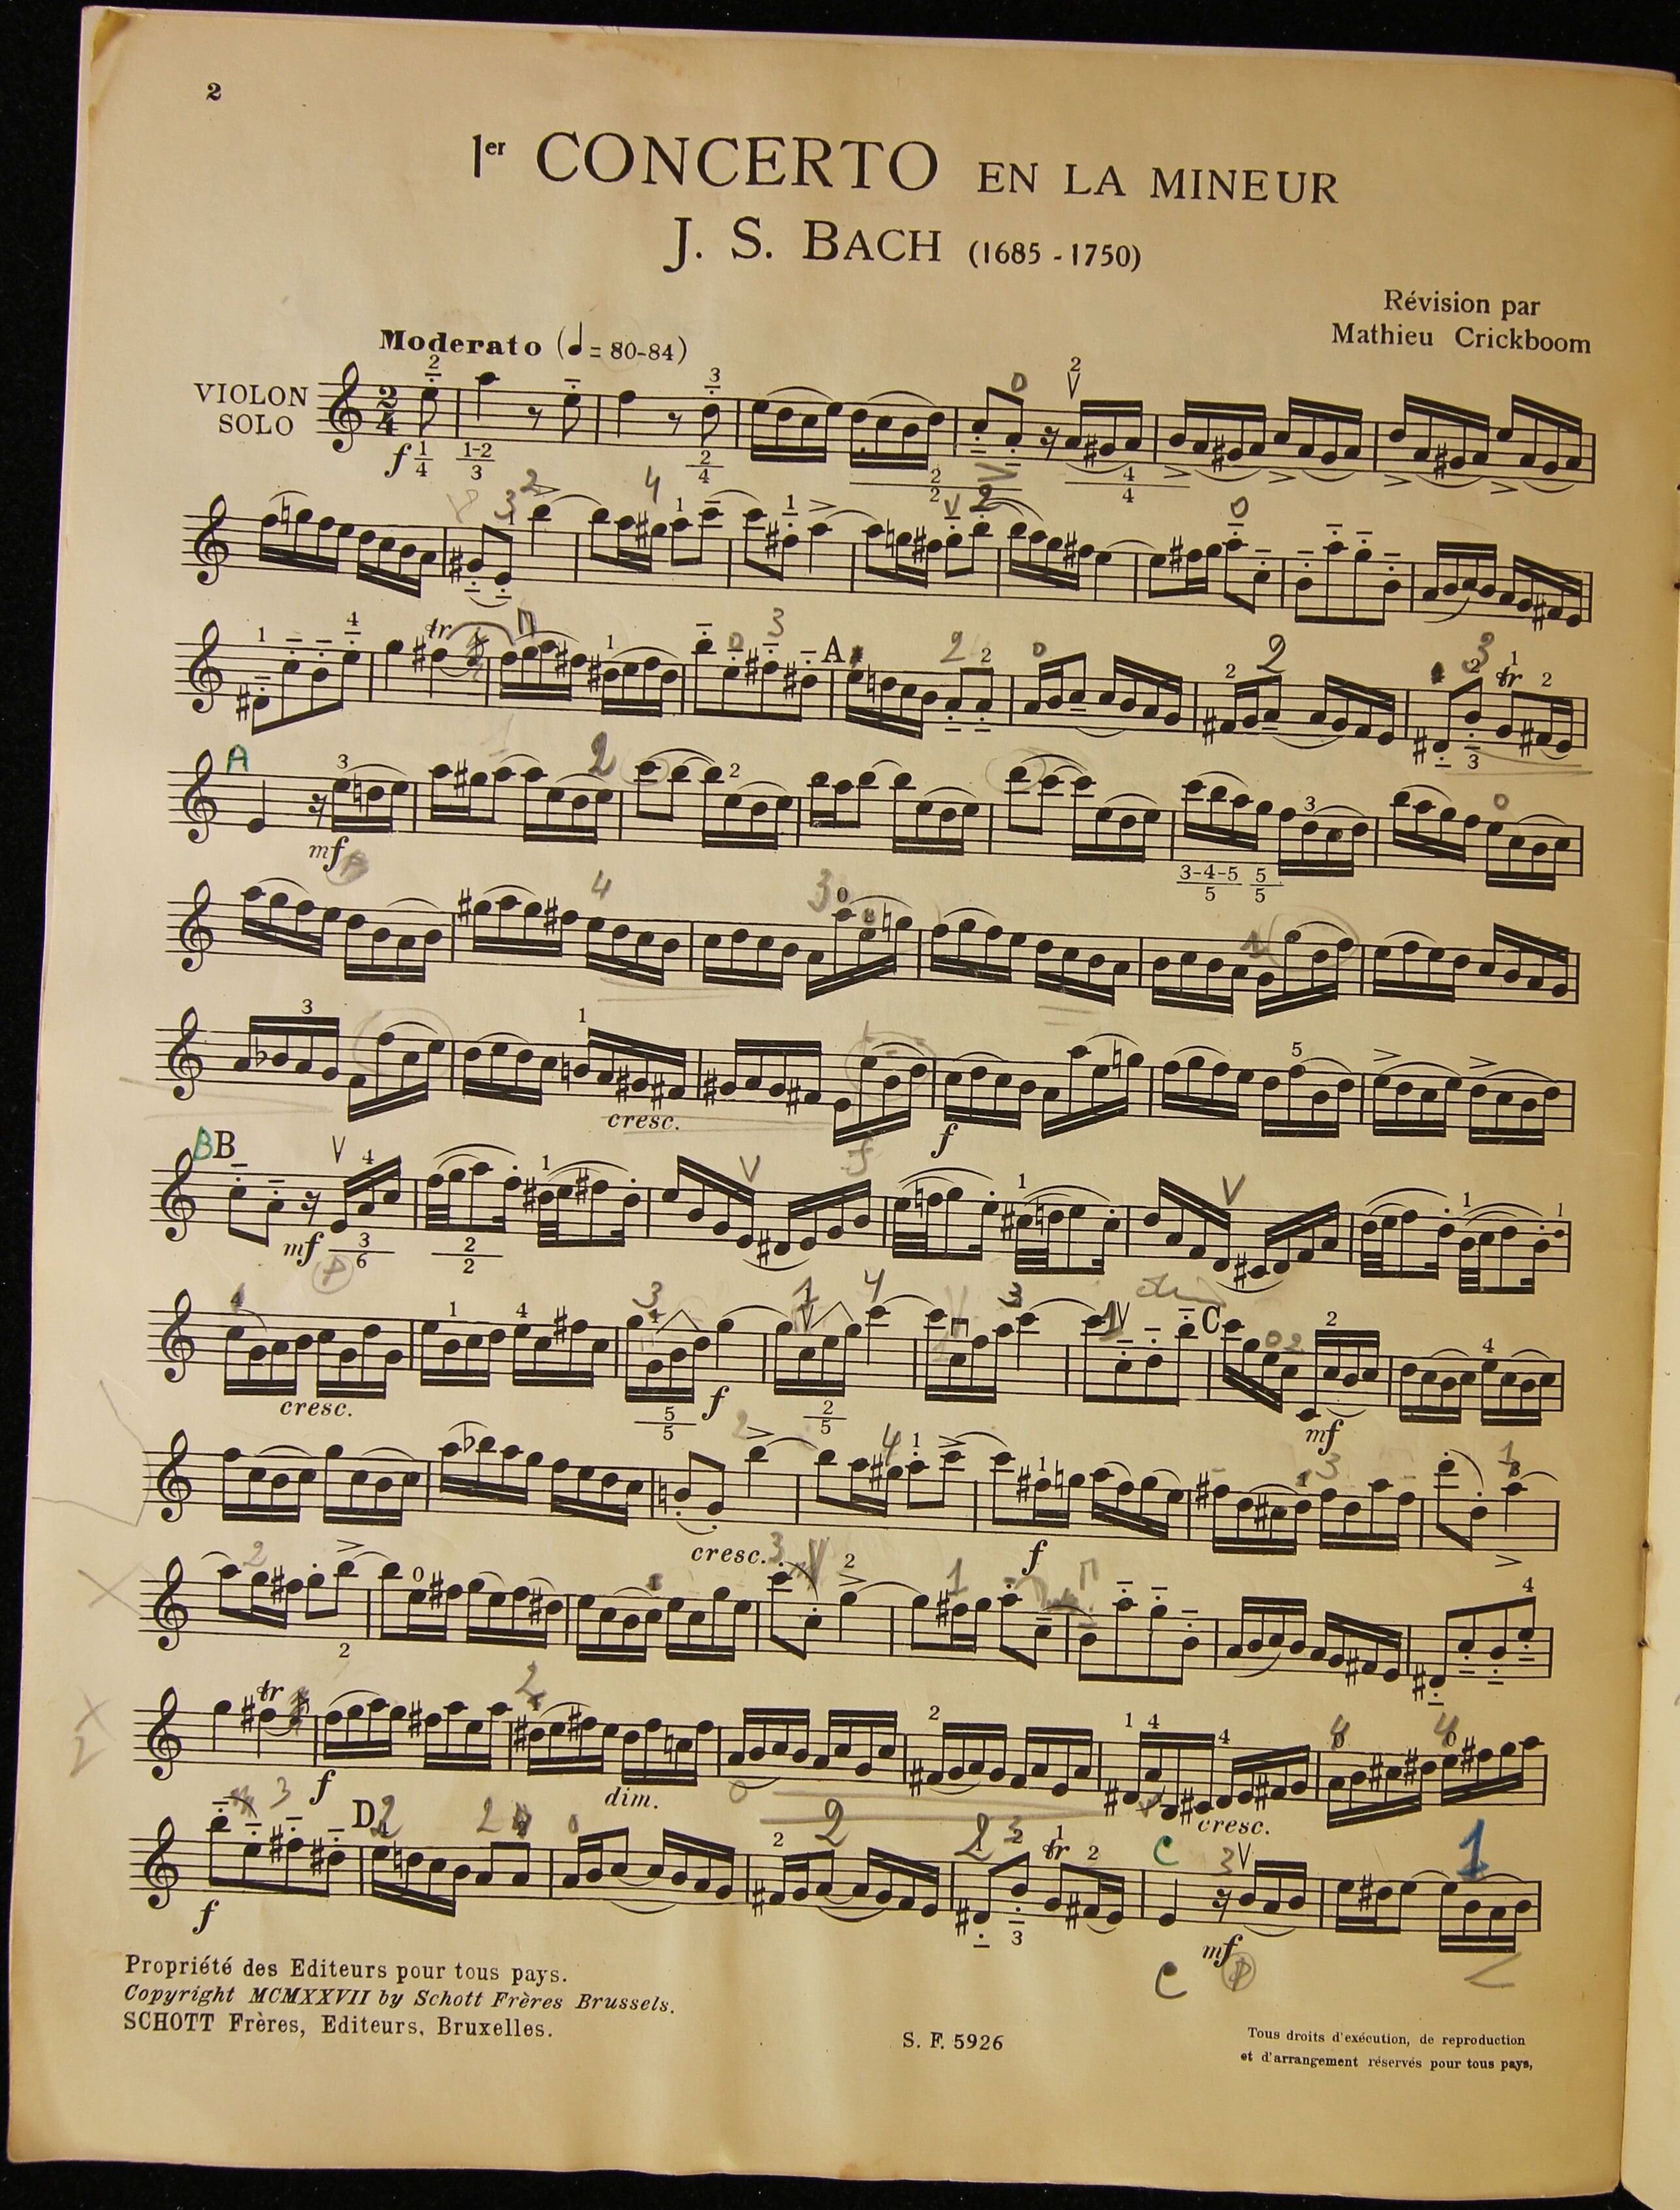 2
1er CONCERTO EN LA MINEUR
J. S. BACH (1685 - 1750)
Révision par
Mathieu Crickboom
Moderato (♩ = 80-84)
VIOLON
SOLO
f
A
A
mf
cresc.
f
B B
mf
cresc.
f
C
mf
cresc.
f
f
dim.
cresc.
D
f
C
mf
C
Propriété des Editeurs pour tous pays.
Copyright MCMXXVII by Schott Frères Brussels.
SCHOTT Frères, Editeurs, Bruxelles.
S. F. 5926
Tous droits d'exécution, de reproduction
et d'arrangement réservés pour tous pays,